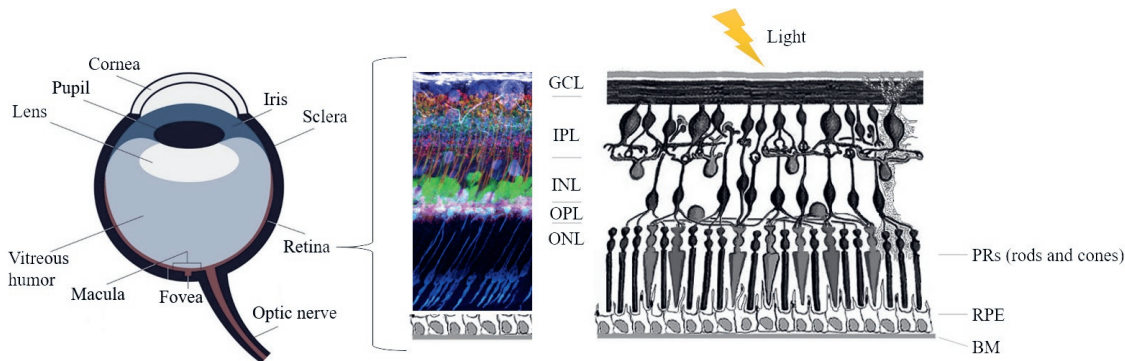 Cornea
Pupil
Lens
Iris
Sclera
Vitreous
humor
Macula
Fovea
Retina
Optic nerve
GCL
IPL
INL
OPL
ONL
Light
PRs (rods and cones)
RPE
BM